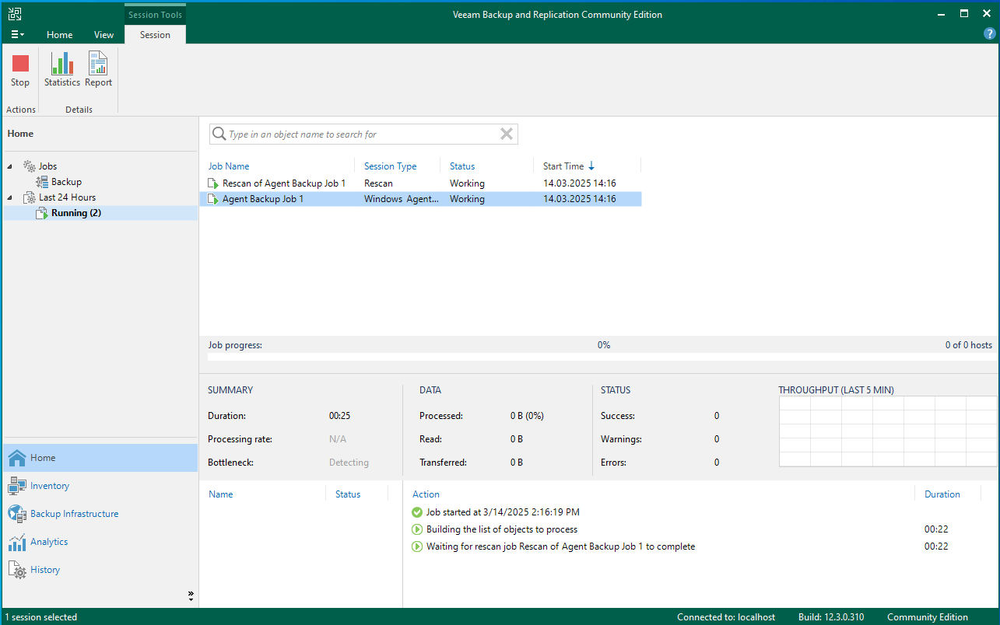 Session Tools
Veeam Backup and Replication Community Edition
Home View Session
?
Stop Statistics Report
Actions Details
Home
Jobs
Backup
Last 24 Hours
Running (2)
Type in an object name to search for
Job Name Session Type Status Start Time
Rescan of Agent Backup Job 1 Rescan Working 14.03.2025 14:16
Agent Backup Job 1 Windows Agent... Working 14.03.2025 14:16
Job progress: 0% 0 of 0 hosts
SUMMARY
Duration: 00:25
Processing rate: N/A
Bottleneck: Detecting
DATA
Processed: 0 B (0%)
Read: 0 B
Transferred: 0 B
STATUS
Success: 0
Warnings: 0
Errors: 0
THROUGHPUT (LAST 5 MIN)
Home
Inventory
Backup Infrastructure
Analytics
History
Name Status
Action Duration
Job started at 3/14/2025 2:16:19 PM
Building the list of objects to process 00:22
Waiting for rescan job Rescan of Agent Backup Job 1 to complete 00:22
1 session selected Connected to: localhost Build: 12.3.0.310 Community Edition